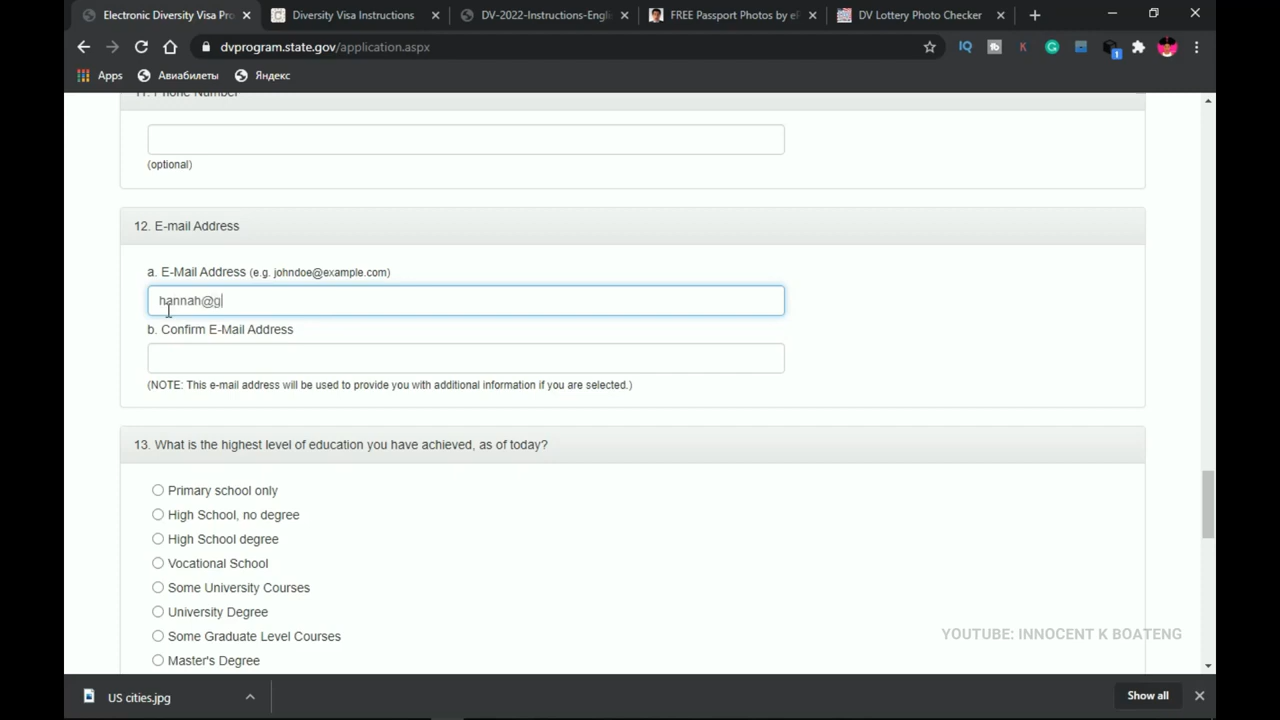 Electronic Diversity Visa Pro
Diversity Visa Instructions
DV-2022-Instructions-Engli
FREE Passport Photos by eP
DV Lottery Photo Checker
dvprogram.state.gov/application.aspx
Apps
Авиабилеты
Яндекс
11. Phone Number
(optional)
12. E-mail Address
a. E-Mail Address (e.g. johndoe@example.com)
hannah@g
b. Confirm E-Mail Address
(NOTE: This e-mail address will be used to provide you with additional information if you are selected.)
13. What is the highest level of education you have achieved, as of today?
Primary school only
High School, no degree
High School degree
Vocational School
Some University Courses
University Degree
Some Graduate Level Courses
Master's Degree
YOUTUBE: INNOCENT K BOATENG
US cities.jpg
Show all